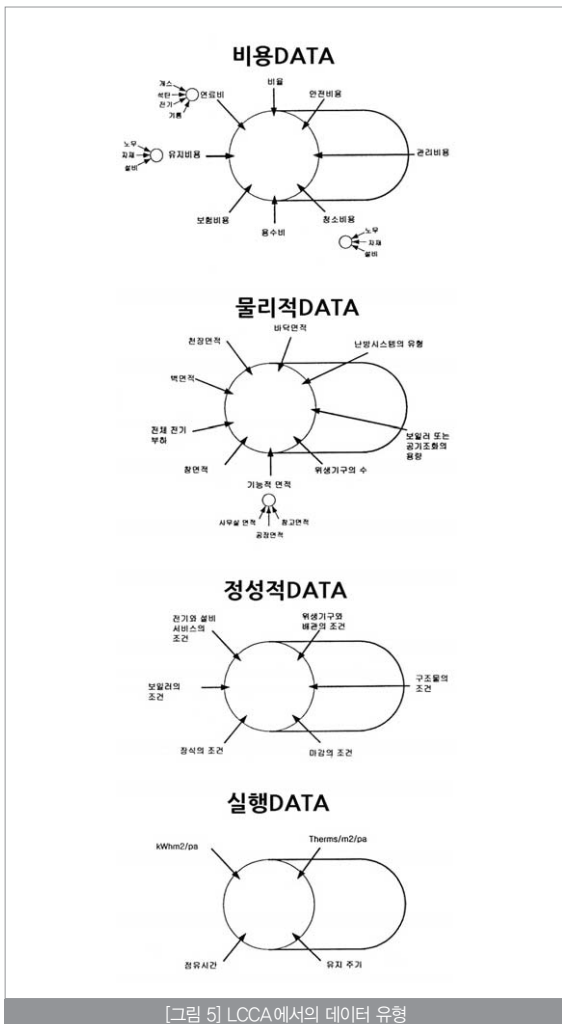 비용DATA
개스
석탄
전기
기름
연료비
비율
안전비용
노무
자재
설비
유지비용
관리비용
보험비용
용수비
청소비용
노무
자재
설비
물리적DATA
바닥면적
천장면적
난방시스템의 유형
벽면적
전체 전기
부하
보일러 또는
공기조화의
용량
창면적
위생기구의 수
기능적 면적
사무실 면적
창고면적
공장면적
정성적DATA
전기와 설비
서비스의
조건
위생기구와
배관의 조건
보일러의
조건
구조물의
조건
장식의 조건
마감의 조건
실행DATA
kWhm2/pa
Therms/m2/pa
점유시간
유지 주기
[그림 5] LCCA에서의 데이터 유형